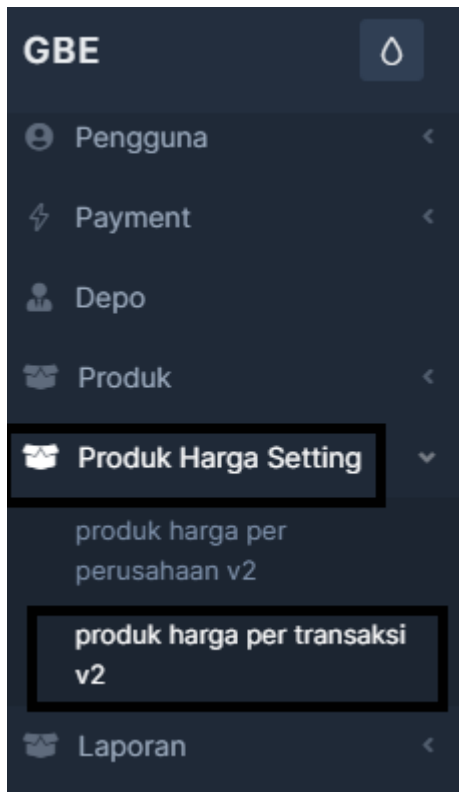 GBE
Pengguna
Payment
Depo
Produk
Produk Harga Setting
produk harga per
perusahaan v2
produk harga per transaksi
v2
Laporan